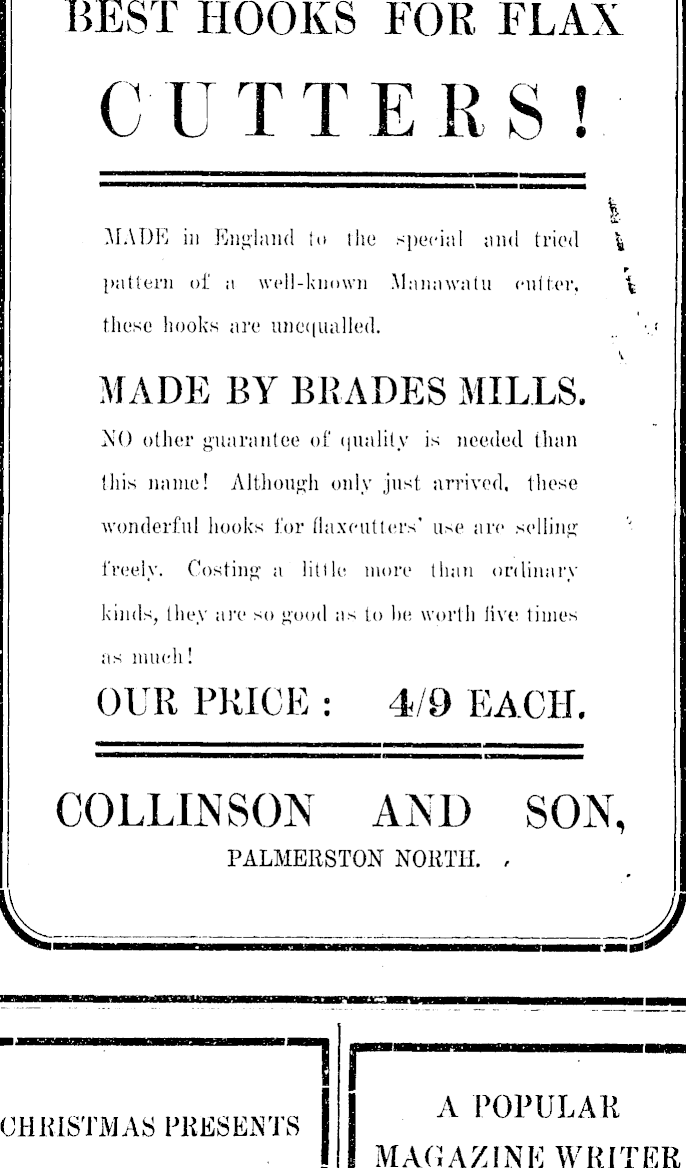 BEST HOOKS FOR FLAX
CUTTERS!
MADE in England to the special and tried
pattern of a well-known Manawatu cutter,
these hooks are unequalled.
MADE BY BRADES MILLS.
NO other guarantee of quality is needed than
this name! Although only just arrived, these
wonderful hooks for flaxcutters' use are selling
freely. Costing a little more than ordinary
kinds, they are so good as to be worth five times
as much!
OUR PRICE: 4/9 EACH.
COLLINSON AND SON,
PALMERSTON NORTH.
CHRISTMAS PRESENTS
A POPULAR
MAGAZINE WRITER